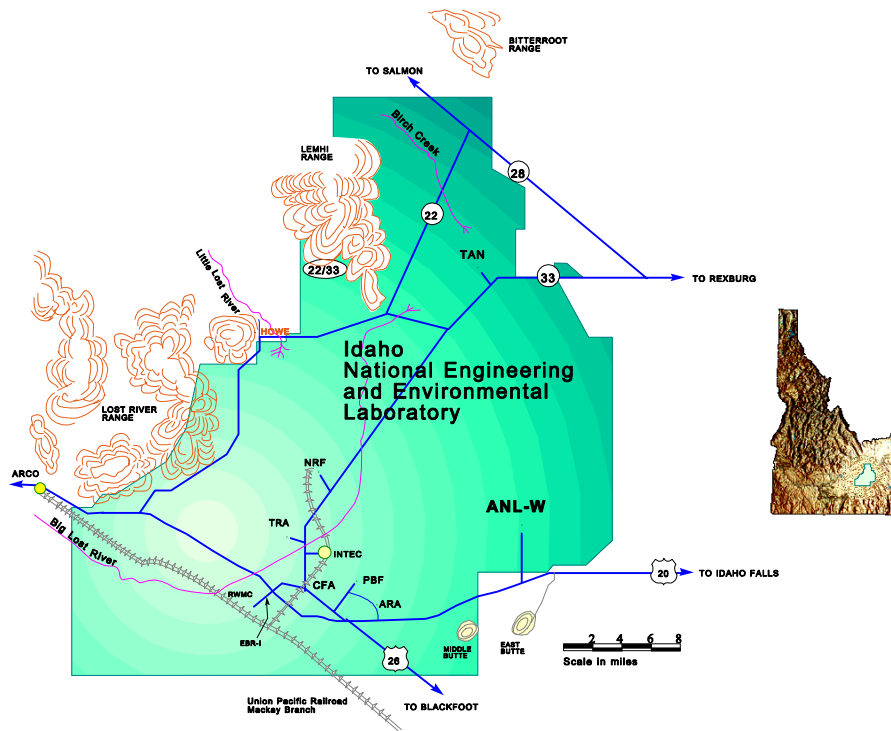 BITTERROOT
RANGE
TO SALMON
Birch Creek
LEMHI
RANGE
28
22
TAN
Little Lost River
22/33
33
TO REXBURG
HOWE
Idaho
National Engineering
and Environmental
Laboratory
LOST RIVER
RANGE
NRF
ARCO
ANL-W
TRA
Big Lost River
INTEC
20
TO IDAHO FALLS
CFA
PBF
RWMC
ARA
EBR-I
MIDDLE
BUTTE
EAST
BUTTE
2 4 6 8
Scale in miles
26
Union Pacific Railroad
Mackay Branch
TO BLACKFOOT